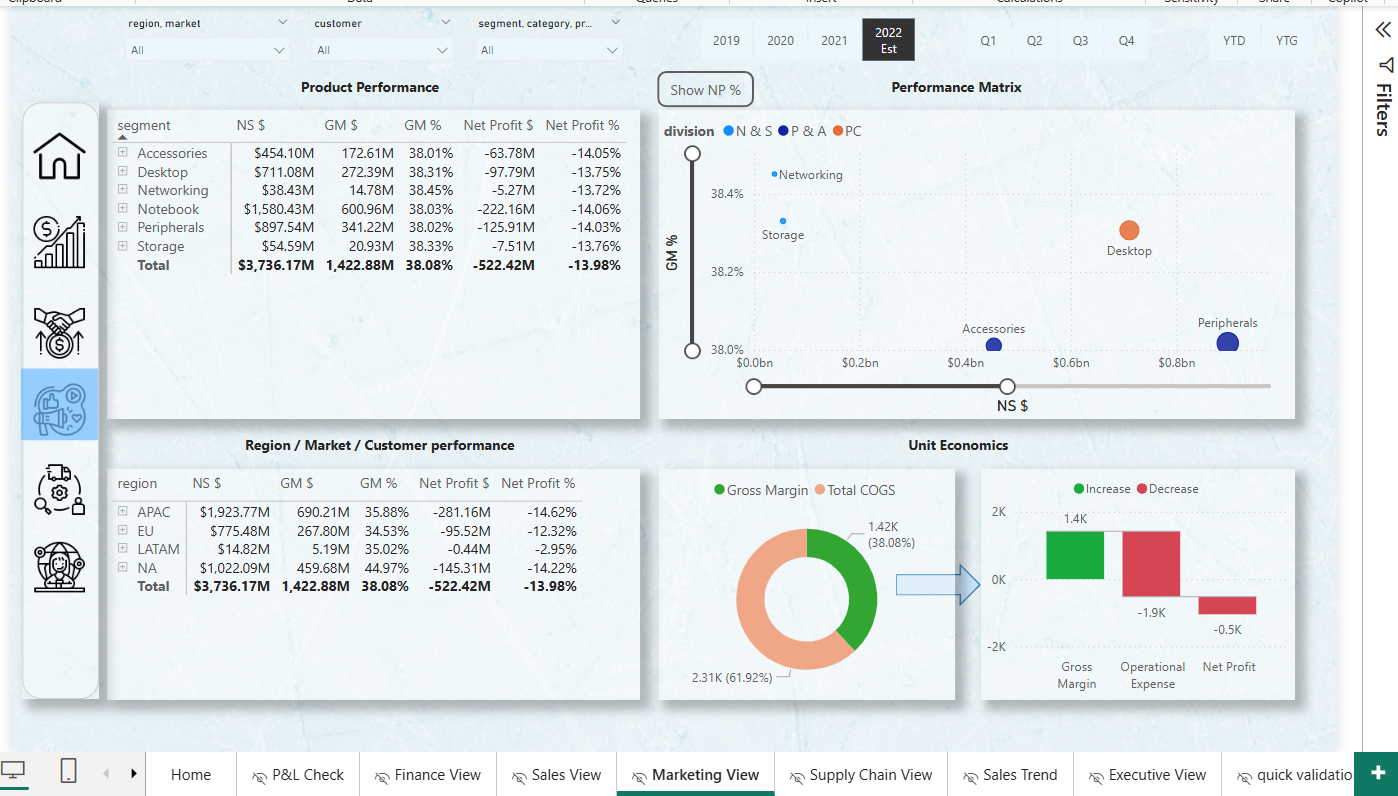 region, market customer segment, category, pr...
All All All
2019 2020 2021 2022 Est Q1 Q2 Q3 Q4 YTD YTG
Filters
Product Performance
segment NS $ GM $ GM % Net Profit $ Net Profit %
Accessories $454.10M 172.61M 38.01% -63.78M -14.05%
Desktop $711.08M 272.39M 38.31% -97.79M -13.75%
Networking $38.43M 14.78M 38.45% -5.27M -13.72%
Notebook $1,580.43M 600.96M 38.03% -222.16M -14.06%
Peripherals $897.54M 341.22M 38.02% -125.91M -14.03%
Storage $54.59M 20.93M 38.33% -7.51M -13.76%
Total $3,736.17M 1,422.88M 38.08% -522.42M -13.98%
Show NP %
Performance Matrix
division N & S P & A PC
Networking
38.4%
Storage
Desktop
GM %
38.2%
Accessories
Peripherals
38.0%
$0.0bn $0.2bn $0.4bn $0.6bn $0.8bn
NS $
Region / Market / Customer performance
region NS $ GM $ GM % Net Profit $ Net Profit %
APAC $1,923.77M 690.21M 35.88% -281.16M -14.62%
EU $775.48M 267.80M 34.53% -95.52M -12.32%
LATAM $14.82M 5.19M 35.02% -0.44M -2.95%
NA $1,022.09M 459.68M 44.97% -145.31M -14.22%
Total $3,736.17M 1,422.88M 38.08% -522.42M -13.98%
Unit Economics
Gross Margin Total COGS
1.42K
(38.08%)
2.31K (61.92%)
Increase Decrease
2K
1.4K
0K
-1.9K
-0.5K
-2K
Gross Margin
Operational Expense
Net Profit
Home P&L Check Finance View Sales View Marketing View Supply Chain View Sales Trend Executive View quick validatio